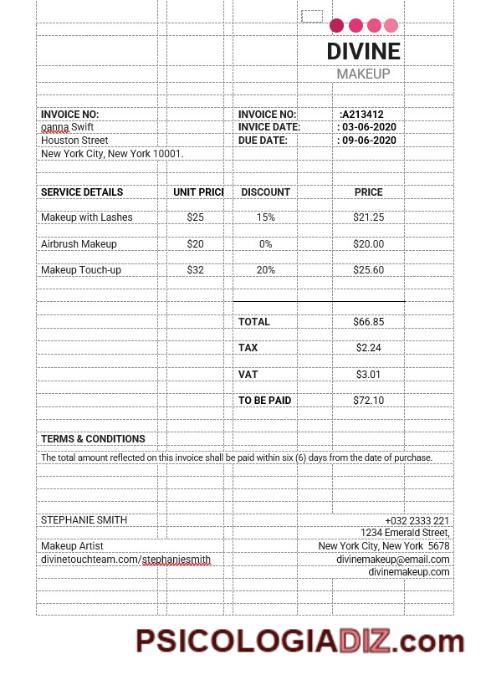 DIVINE
MAKEUP
INVOICE NO: INVOICE NO: :A213412
oanna Swift INVICE DATE: : 03-06-2020
Houston Street DUE DATE: : 09-06-2020
New York City, New York 10001.
SERVICE DETAILS UNIT PRICI DISCOUNT PRICE
Makeup with Lashes $25 15% $21.25
Airbrush Makeup $20 0% $20.00
Makeup Touch-up $32 20% $25.60
TOTAL $66.85
TAX $2.24
VAT $3.01
TO BE PAID $72.10
TERMS & CONDITIONS
The total amount reflected on this invoice shall be paid within six (6) days from the date of purchase.
STEPHANIE SMITH +032 2333 221
1234 Emerald Street,
Makeup Artist New York City, New York 5678
divinetouchteam.com/stephaniesmith divinemakeup@email.com
divinemakeup.com
PSICOLOGIADIZ.com